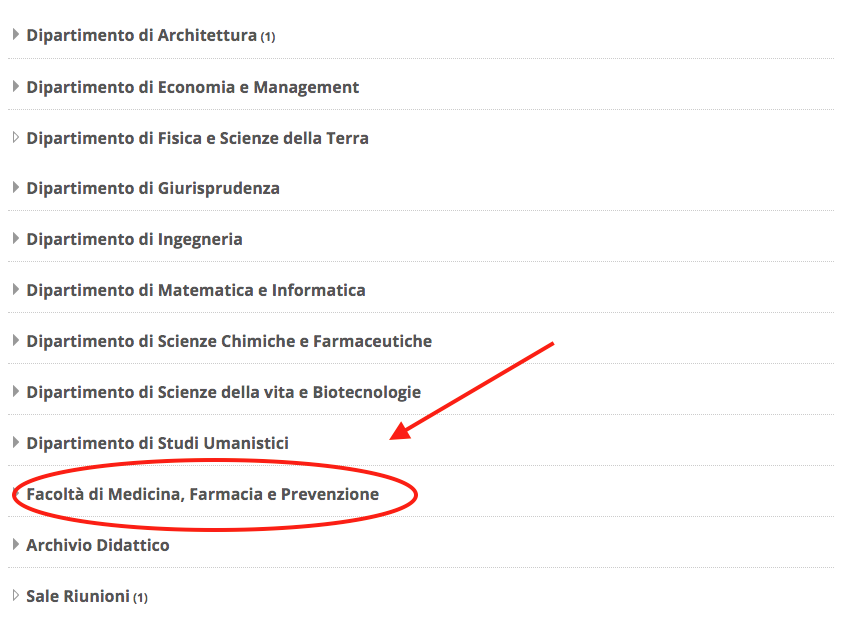 Dipartimento di Architettura (1)
Dipartimento di Economia e Management
Dipartimento di Fisica e Scienze della Terra
Dipartimento di Giurisprudenza
Dipartimento di Ingegneria
Dipartimento di Matematica e Informatica
Dipartimento di Scienze Chimiche e Farmaceutiche
Dipartimento di Scienze della vita e Biotecnologie
Dipartimento di Studi Umanistici
Facoltà di Medicina, Farmacia e Prevenzione
Archivio Didattico
Sale Riunioni (1)